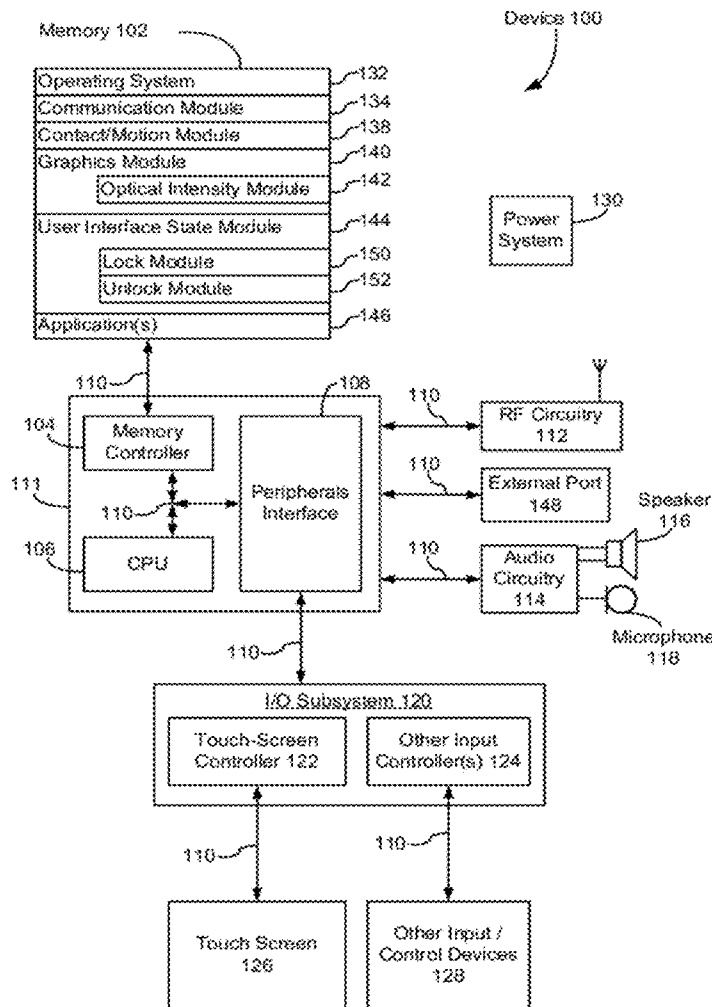 Memory 102
Device 100
Operating System 132
Communication Module 134
Contact/Motion Module 138
Graphics Module 140
Optical Intensity Module 142
User Interface State Module 144
Lock Module 150
Unlock Module 152
Application(s) 146
Power
System
130
110
108
104
Memory
Controller
111
110
Peripherals
Interface
106
CPU
110
RF Circuitry
112
110
External Port
148
Speaker
116
110
Audio
Circuitry
114
Microphone
118
110
I/O Subsystem 120
Touch-Screen
Controller 122
Other Input
Controller(s) 124
110
110
Touch Screen
126
Other Input /
Control Devices
128